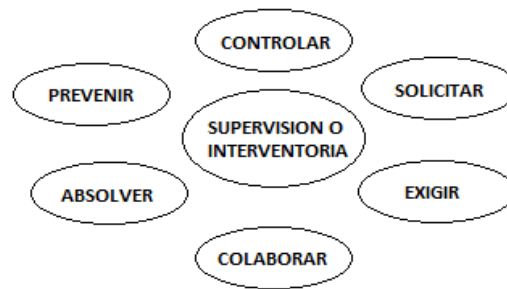 CONTROLAR
PREVENIR
SOLICITAR
SUPERVISION O
INTERVENTORIA
ABSOLVER
EXIGIR
COLABORAR